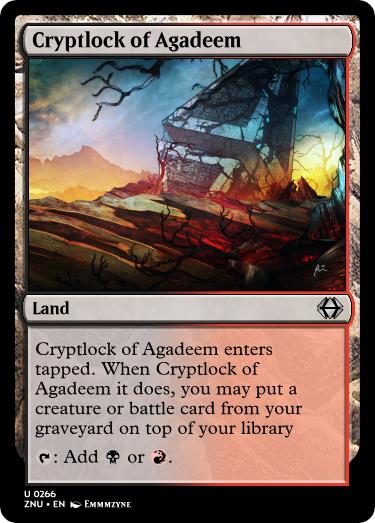 Cryptlock of Agadeem
Land
Cryptlock of Agadeem enters
tapped. When Cryptlock of
Agadeem it does, you may put a
creature or battle card from your
graveyard on top of your library
: Add or .
U 0266
ZNU • EN Emmmzyne